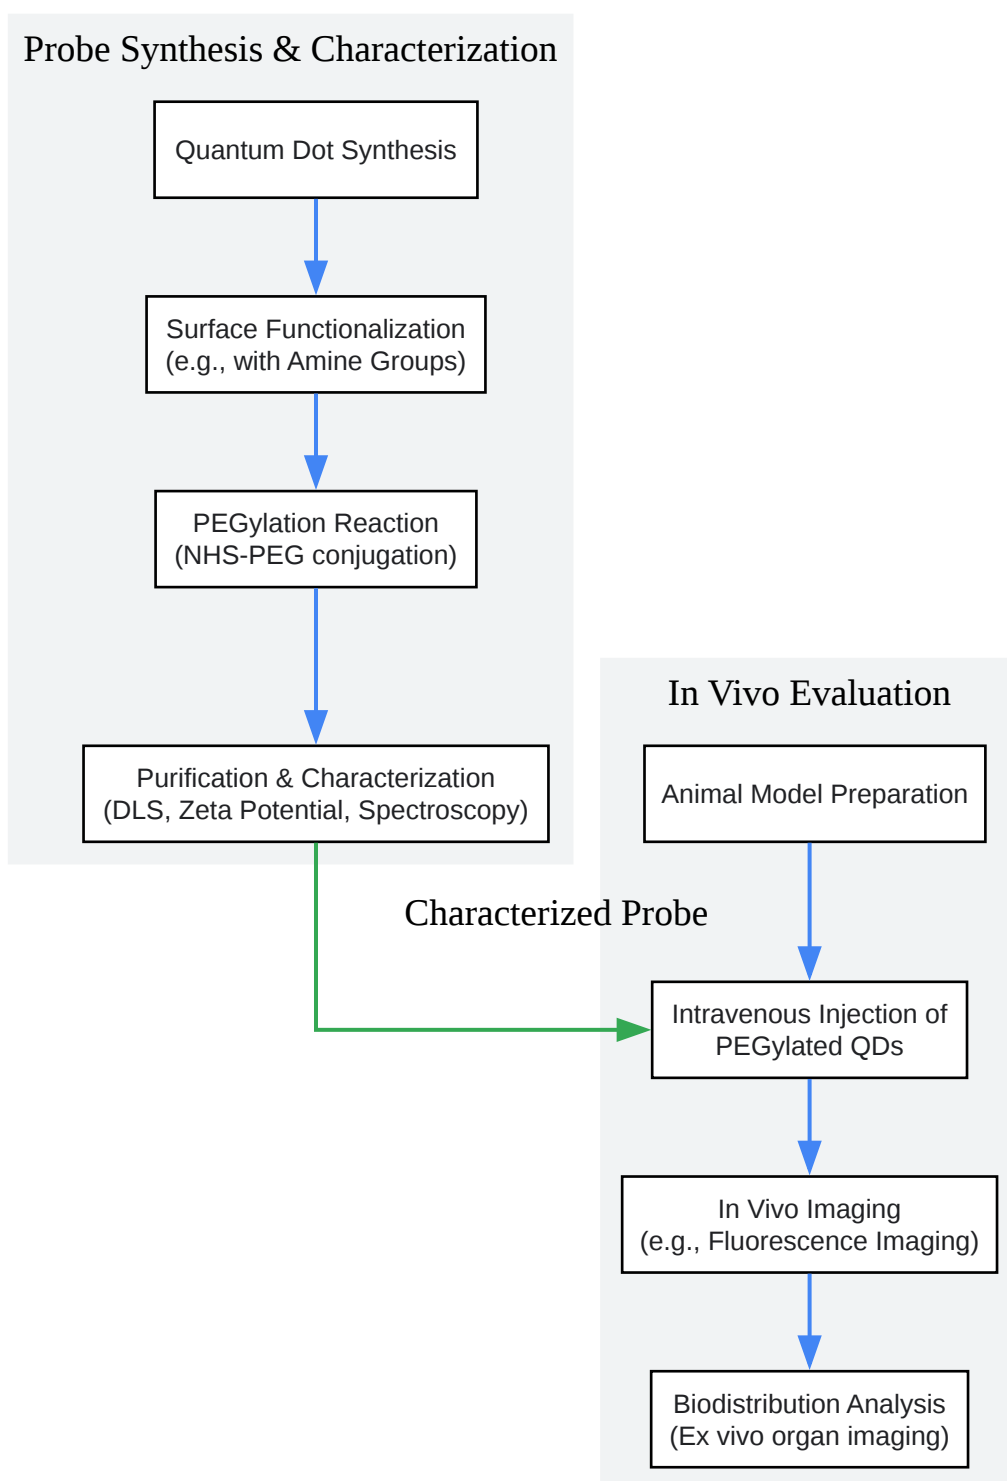 Probe Synthesis & Characterization
Quantum Dot Synthesis
Surface Functionalization
(e.g., with Amine Groups)
PEGylation Reaction
(NHS-PEG conjugation)
Purification & Characterization
(DLS, Zeta Potential, Spectroscopy)
Characterized Probe
In Vivo Evaluation
Animal Model Preparation
Intravenous Injection of
PEGylated QDs
In Vivo Imaging
(e.g., Fluorescence Imaging)
Biodistribution Analysis
(Ex vivo organ imaging)